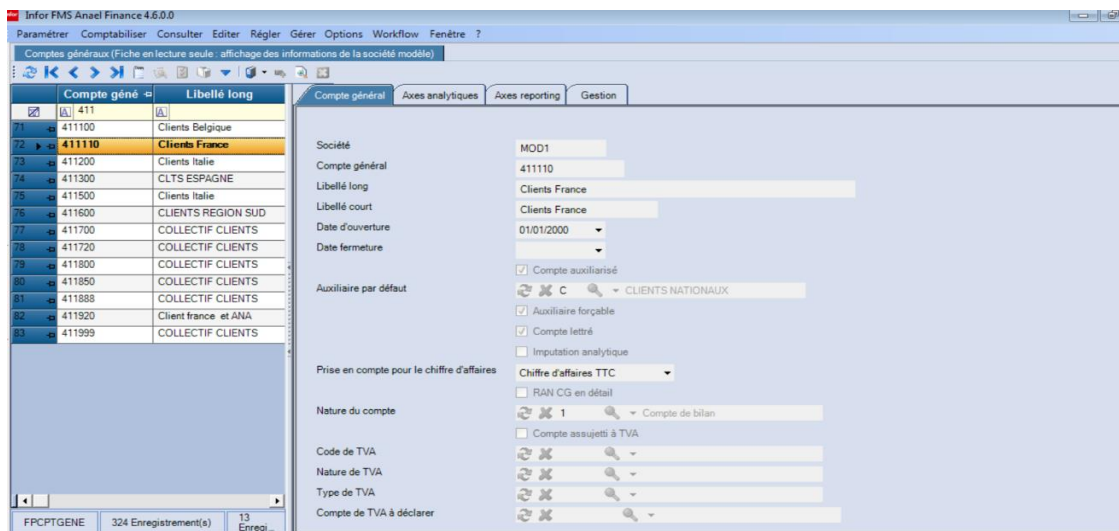 infor Infor FMS Anael Finance 4.6.0.0
Paramétrer Comptabiliser Consulter Editer Régler Gérer Options Workflow Fenêtre ?
Comptes généraux (Fiche en lecture seule : affichage des informations de la société modèle)
Compte géné Libellé long
A 411 A
71 411100 Clients Belgique
72 411110 Clients France
73 411200 Clients Italie
74 411300 CLTS ESPAGNE
75 411500 Clients Italie
76 411600 CLIENTS REGION SUD
77 411700 COLLECTIF CLIENTS
78 411720 COLLECTIF CLIENTS
79 411800 COLLECTIF CLIENTS
80 411850 COLLECTIF CLIENTS
81 411888 COLLECTIF CLIENTS
82 411920 Client france et ANA
83 411999 COLLECTIF CLIENTS
FPCPTGENE 324 Enregistrement(s) 13 Enregi...
Compte général Axes analytiques Axes reporting Gestion
Société MOD1
Compte général 411110
Libellé long Clients France
Libellé court Clients France
Date d'ouverture 01/01/2000
Date fermeture
Compte auxiliarisé
Auxiliaire par défaut C CLIENTS NATIONAUX
Auxiliaire forçable
Compte lettré
Imputation analytique
Prise en compte pour le chiffre d'affaires Chiffre d'affaires TTC
RAN CG en détail
Nature du compte 1 Compte de bilan
Compte assujetti à TVA
Code de TVA
Nature de TVA
Type de TVA
Compte de TVA à déclarer